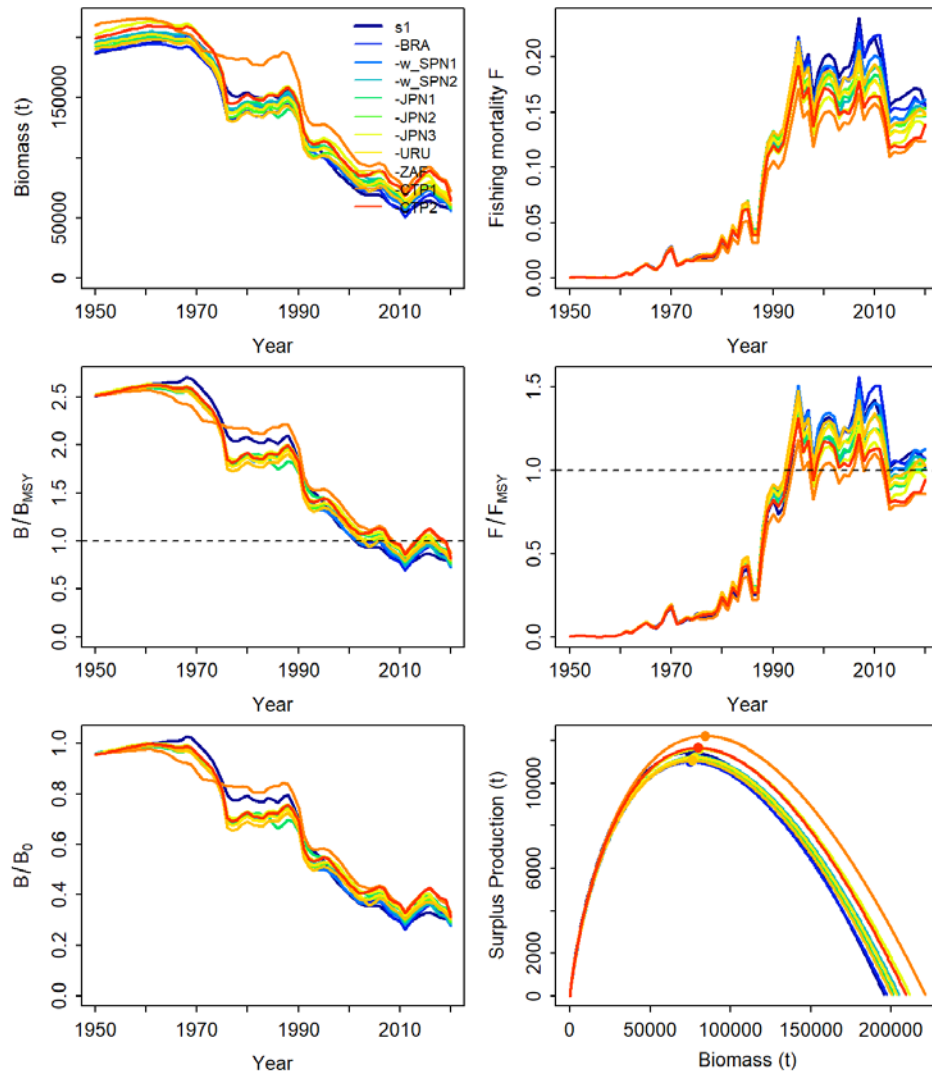 Biomass (t)
0
50000
150000
1950
1970
1990
2010
Year
s1
-BRA
-w_SPN1
-w_SPN2
-JPN1
-JPN2
-JPN3
-URU
-ZAF
-CTP1
-CTP2
Fishing mortality F
0.00
0.05
0.10
0.15
0.20
1950
1970
1990
2010
Year
B/B_MSY
0.0
0.5
1.0
1.5
2.0
2.5
1950
1970
1990
2010
Year
F/F_MSY
0.0
0.5
1.0
1.5
1950
1970
1990
2010
Year
B/B_0
0.0
0.2
0.4
0.6
0.8
1.0
1950
1970
1990
2010
Year
Surplus Production (t)
0
2000
6000
10000
0
50000
100000
150000
200000
Biomass (t)